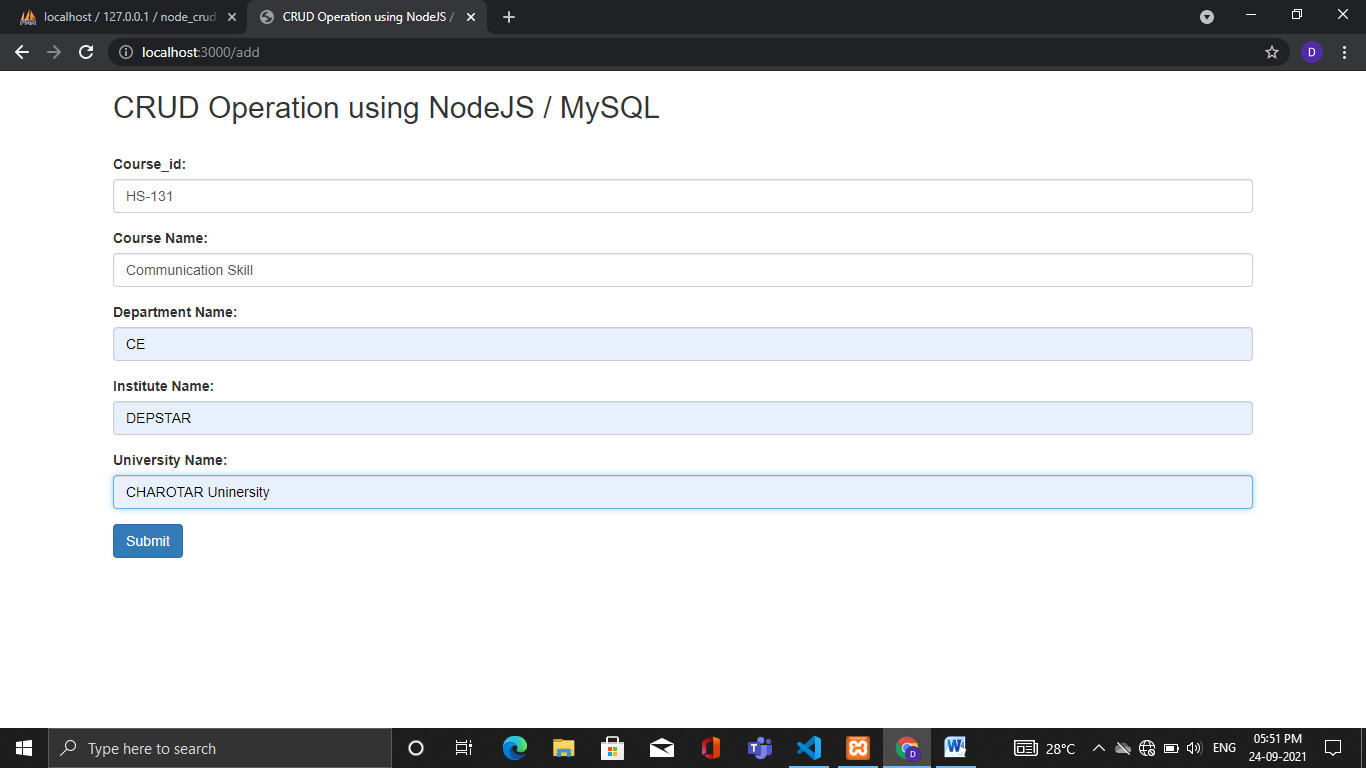 localhost / 127.0.0.1 / node_crud
CRUD Operation using NodeJS /
localhost:3000/add
D
CRUD Operation using NodeJS / MySQL
Course_id:
HS-131
Course Name:
Communication Skill
Department Name:
CE
Institute Name:
DEPSTAR
University Name:
CHAROTAR Uninersity
Submit
Type here to search
28°C
ENG
05:51 PM
24-09-2021